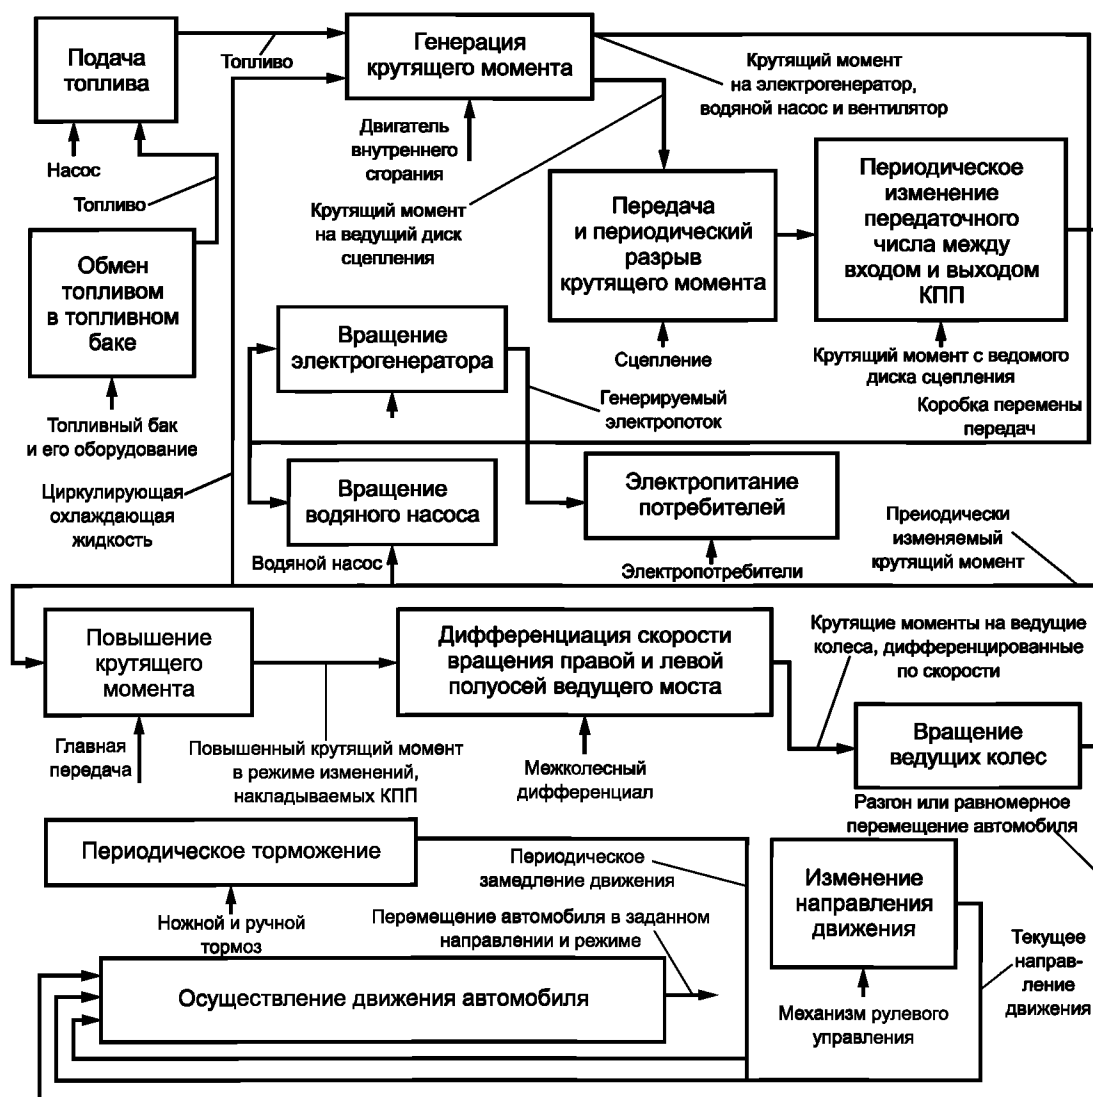 Подача
топлива
Топливо
Генерация
крутящего момента
Крутящий момент
на электрогенератор,
водяной насос и вентилятор
Насос
Топливо
Двигатель
внутреннего
сгорания
Крутящий момент
на ведущий диск
сцепления
Передача
и периодический
разрыв
крутящего момента
Периодическое
изменение
передаточного
числа между
входом и выходом
КПП
Обмен
топливом
в топливном
баке
Вращение
электрогенератора
Сцепление
Крутящий момент с ведомого
диска сцепления
Генерируемый
электропоток
Коробка перемены
передач
Топливный бак
и его оборудование
Циркулирующая
охлаждающая
жидкость
Вращение
водяного насоса
Электропитание
потребителей
Водяной насос
Электропотребители
Преиодически
изменяемый
крутящий момент
Повышение
крутящего
момента
Дифференциация скорости
вращения правой и левой
полуосей ведущего моста
Крутящие моменты на ведущие
колеса, дифференцированные
по скорости
Главная
передача
Повышенный крутящий момент
в режиме изменений,
накладываемых КПП
Межколесный
дифференциал
Вращение
ведущих колес
Разгон или равномерное
перемещение автомобиля
Периодическое торможение
Периодическое
замедление движения
Изменение
направления
движения
Ножной и ручной
тормоз
Перемещение автомобиля в заданном
направлении и режиме
Текущее
направ-
ление
движения
Осуществление движения автомобиля
Механизм рулевого
управления